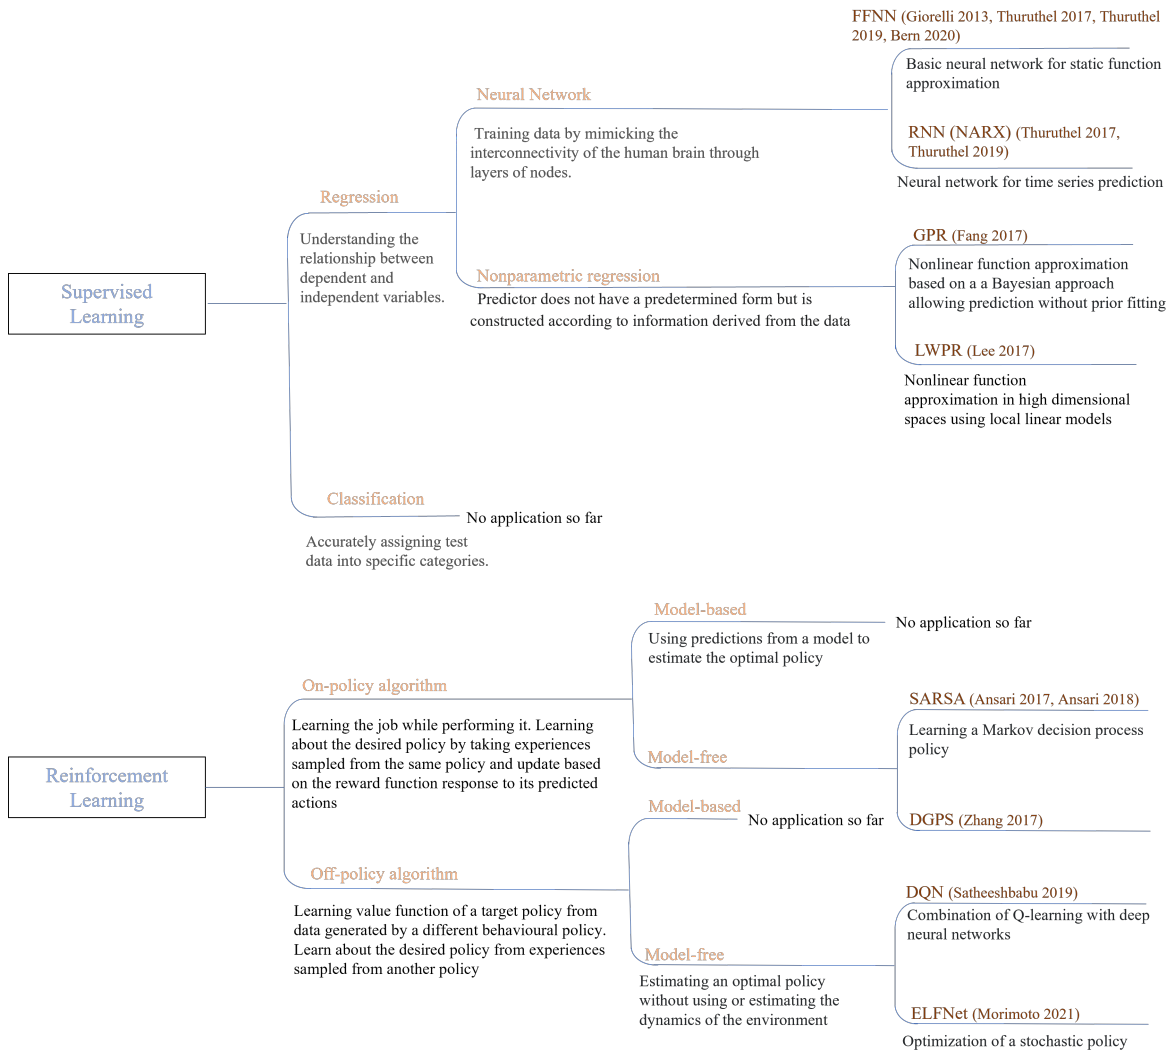 FFNN (Giorelli 2013, Thuruthel 2017, Thuruthel
2019, Bern 2020)
Basic neural network for static function
approximation
Neural Network
Training data by mimicking the
interconnectivity of the human brain through
layers of nodes.
RNN (NARX) (Thuruthel 2017,
Thuruthel 2019)
Neural network for time series prediction
Regression
Understanding the
relationship between
dependent and
independent variables.
GPR (Fang 2017)
Nonlinear function approximation
based on a a Bayesian approach
allowing prediction without prior fitting
Nonparametric regression
Predictor does not have a predetermined form but is
constructed according to information derived from the data
Supervised
Learning
LWPR (Lee 2017)
Nonlinear function
approximation in high dimensional
spaces using local linear models
Classification
No application so far
Accurately assigning test
data into specific categories.
Model-based
No application so far
Using predictions from a model to
estimate the optimal policy
On-policy algorithm
Learning the job while performing it. Learning
about the desired policy by taking experiences
sampled from the same policy and update based
on the reward function response to its predicted
actions
SARSA (Ansari 2017, Ansari 2018)
Learning a Markov decision process
policy
Model-free
Reinforcement
Learning
DGPS (Zhang 2017)
Model-based
No application so far
Off-policy algorithm
Learning value function of a target policy from
data generated by a different behavioural policy.
Learn about the desired policy from experiences
sampled from another policy
DQN (Satheeshbabu 2019)
Combination of Q-learning with deep
neural networks
Model-free
Estimating an optimal policy
without using or estimating the
dynamics of the environment
ELFNet (Morimoto 2021)
Optimization of a stochastic policy